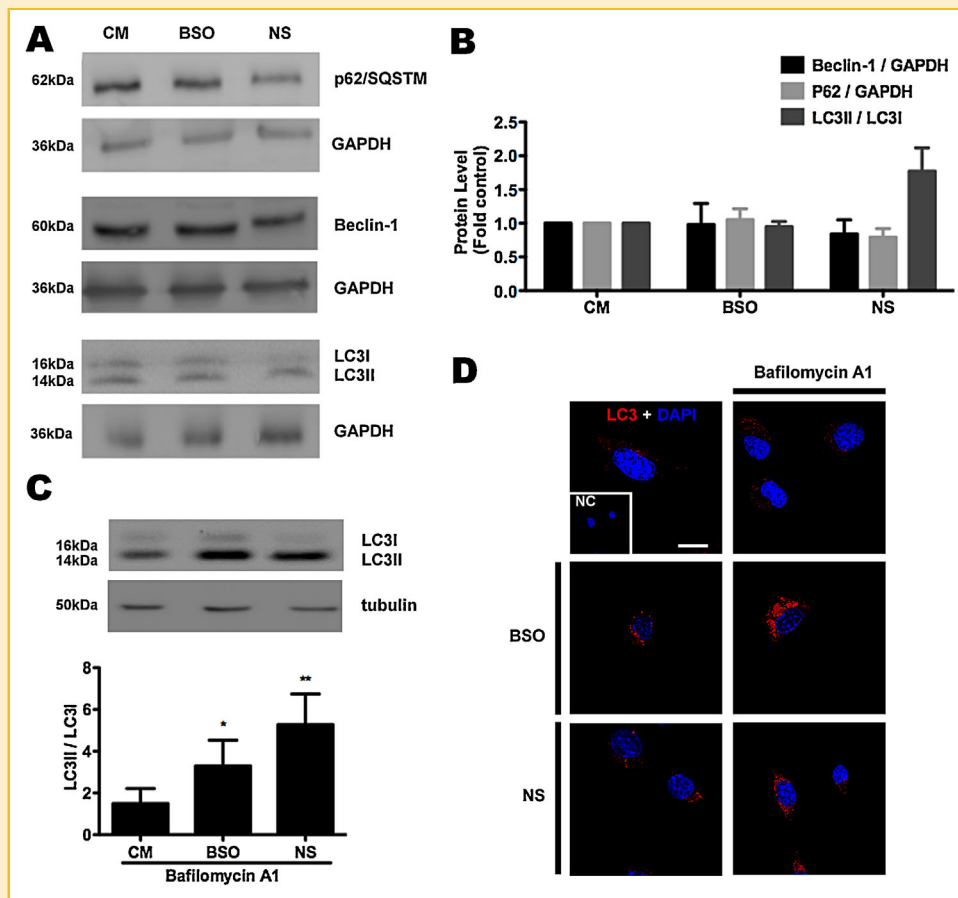 A
CM BSO NS
62kDa p62/SQSTM
36kDa GAPDH
60kDa Beclin-1
36kDa GAPDH
16kDa LC3I
14kDa LC3II
36kDa GAPDH
B
Beclin-1 / GAPDH
P62 / GAPDH
LC3II / LC3I
Protein Level
(Fold control)
2.5
2.0
1.5
1.0
0.5
0.0
CM BSO NS
C
16kDa LC3I
14kDa LC3II
50kDa tubulin
LC3II / LC3I
8
6
4
2
0
* **
CM BSO NS
Bafilomycin A1
D
Bafilomycin A1
LC3 + DAPI
NC
BSO
NS